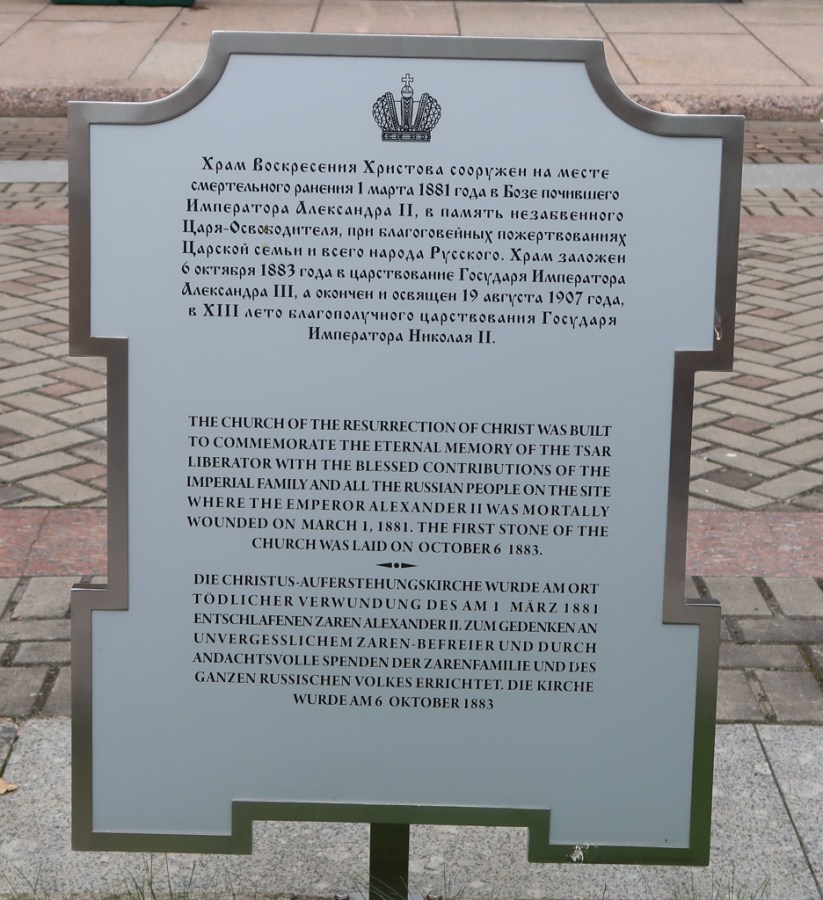 Храм Воскресения Христова сооружен на месте
смертельного ранения 1 марта 1881 года в Бозе почившего
Императора Александра II, в память незабвенного
Царя-Освободителя, при благоговейных пожертвованиях
Царской семьи и всего народа Русского. Храм заложен
6 октября 1883 года в царствование Государя Императора
Александра III, а окончен и освящен 19 августа 1907 года,
в XIII лето благополучного царствования Государя
Императора Николая II.
THE CHURCH OF THE RESURRECTION OF CHRIST WAS BUILT
TO COMMEMORATE THE ETERNAL MEMORY OF THE TSAR
LIBERATOR WITH THE BLESSED CONTRIBUTIONS OF THE
IMPERIAL FAMILY AND ALL THE RUSSIAN PEOPLE ON THE SITE
WHERE THE EMPEROR ALEXANDER II WAS MORTALLY
WOUNDED ON MARCH 1, 1881. THE FIRST STONE OF THE
CHURCH WAS LAID ON OCTOBER 6 1883.
DIE CHRISTUS-AUFERSTEHUNGSKIRCHE WURDE AM ORT
TÖDLICHER VERWUNDUNG DES AM 1 MÄRZ 1881
ENTSCHLAFENEN ZAREN ALEXANDER II. ZUM GEDENKEN AN
UNVERGESSLICHEM ZAREN-BEFREIER UND DURCH
ANDACHTSVOLLE SPENDEN DER ZARENFAMILIE UND DES
GANZEN RUSSISCHEN VOLKES ERRICHTET. DIE KIRCHE
WURDE AM 6 OKTOBER 1883